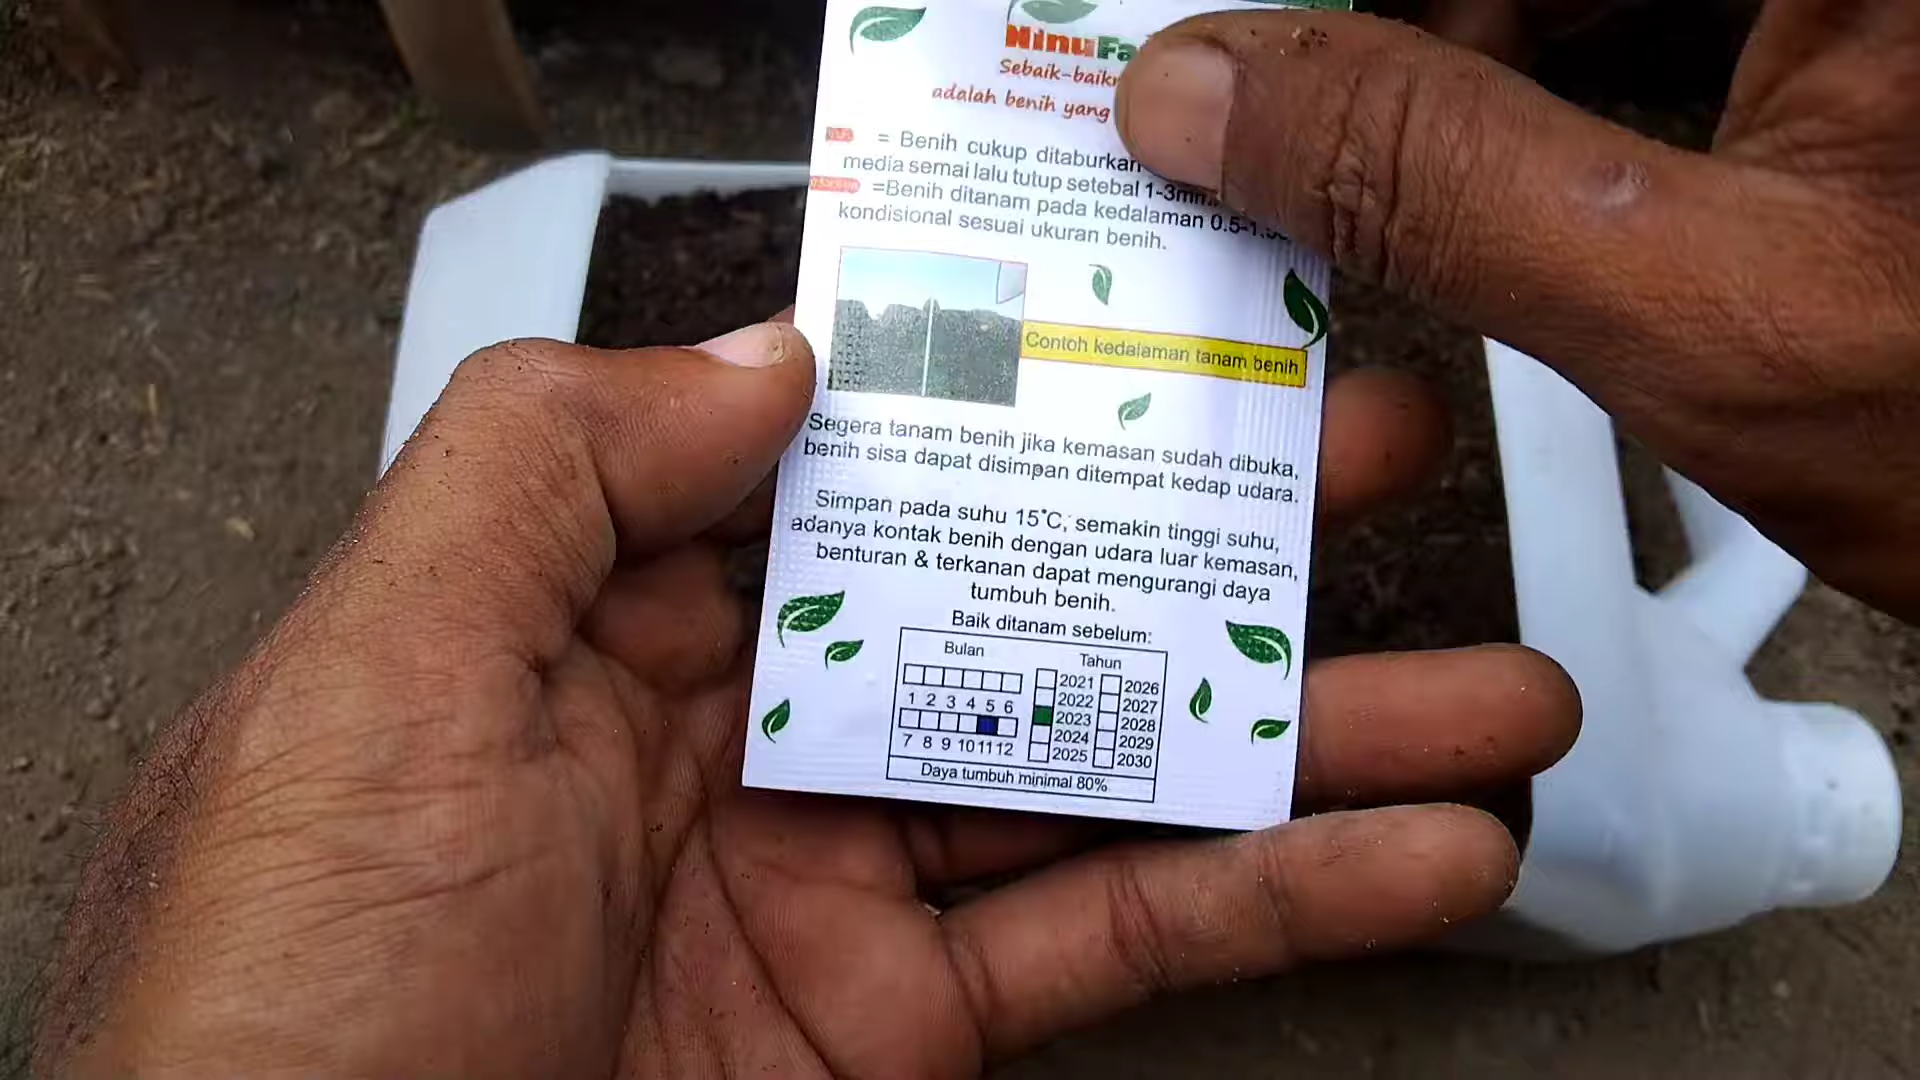 NinuFa
Sebaik-baikn
adalah benih yang
= Benih cukup ditaburkan
media semai lalu tutup setebal 1-3mm.
=Benih ditanam pada kedalaman 0.5-1.5
kondisional sesuai ukuran benih.
Contoh kedalaman tanam benih
Segera tanam benih jika kemasan sudah dibuka,
benih sisa dapat disimpan ditempat kedap udara.
Simpan pada suhu 15°C, semakin tinggi suhu,
adanya kontak benih dengan udara luar kemasan,
benturan & terkanan dapat mengurangi daya
tumbuh benih.
Baik ditanam sebelum:
Bulan
Tahun
1 2 3 4 5 6
7 8 9 10 11 12
2021 2026
2022 2027
2023 2028
2024 2029
2025 2030
Daya tumbuh minimal 80%